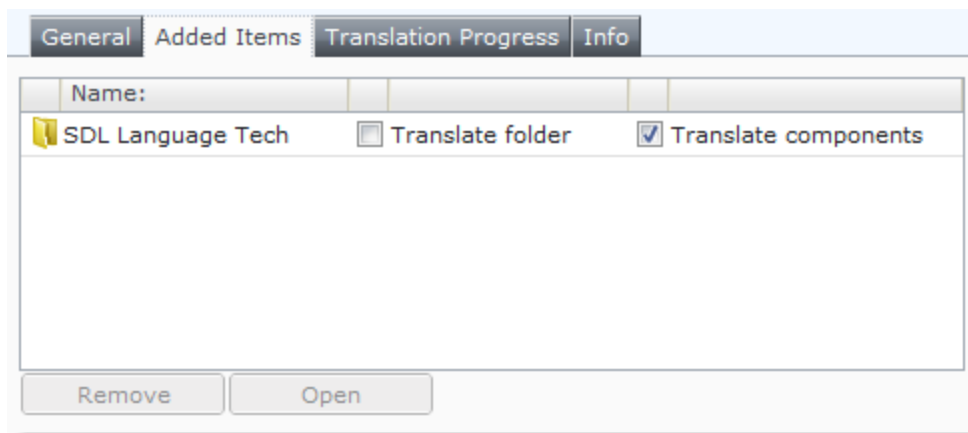 General Added Items Translation Progress Info
Name:
SDL Language Tech Translate folder Translate components
Remove Open